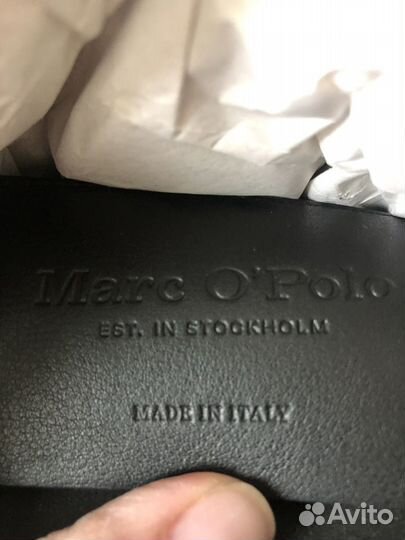 Marc O'Polo
EST. IN STOCKHOLM
MADE IN ITALY
Avito